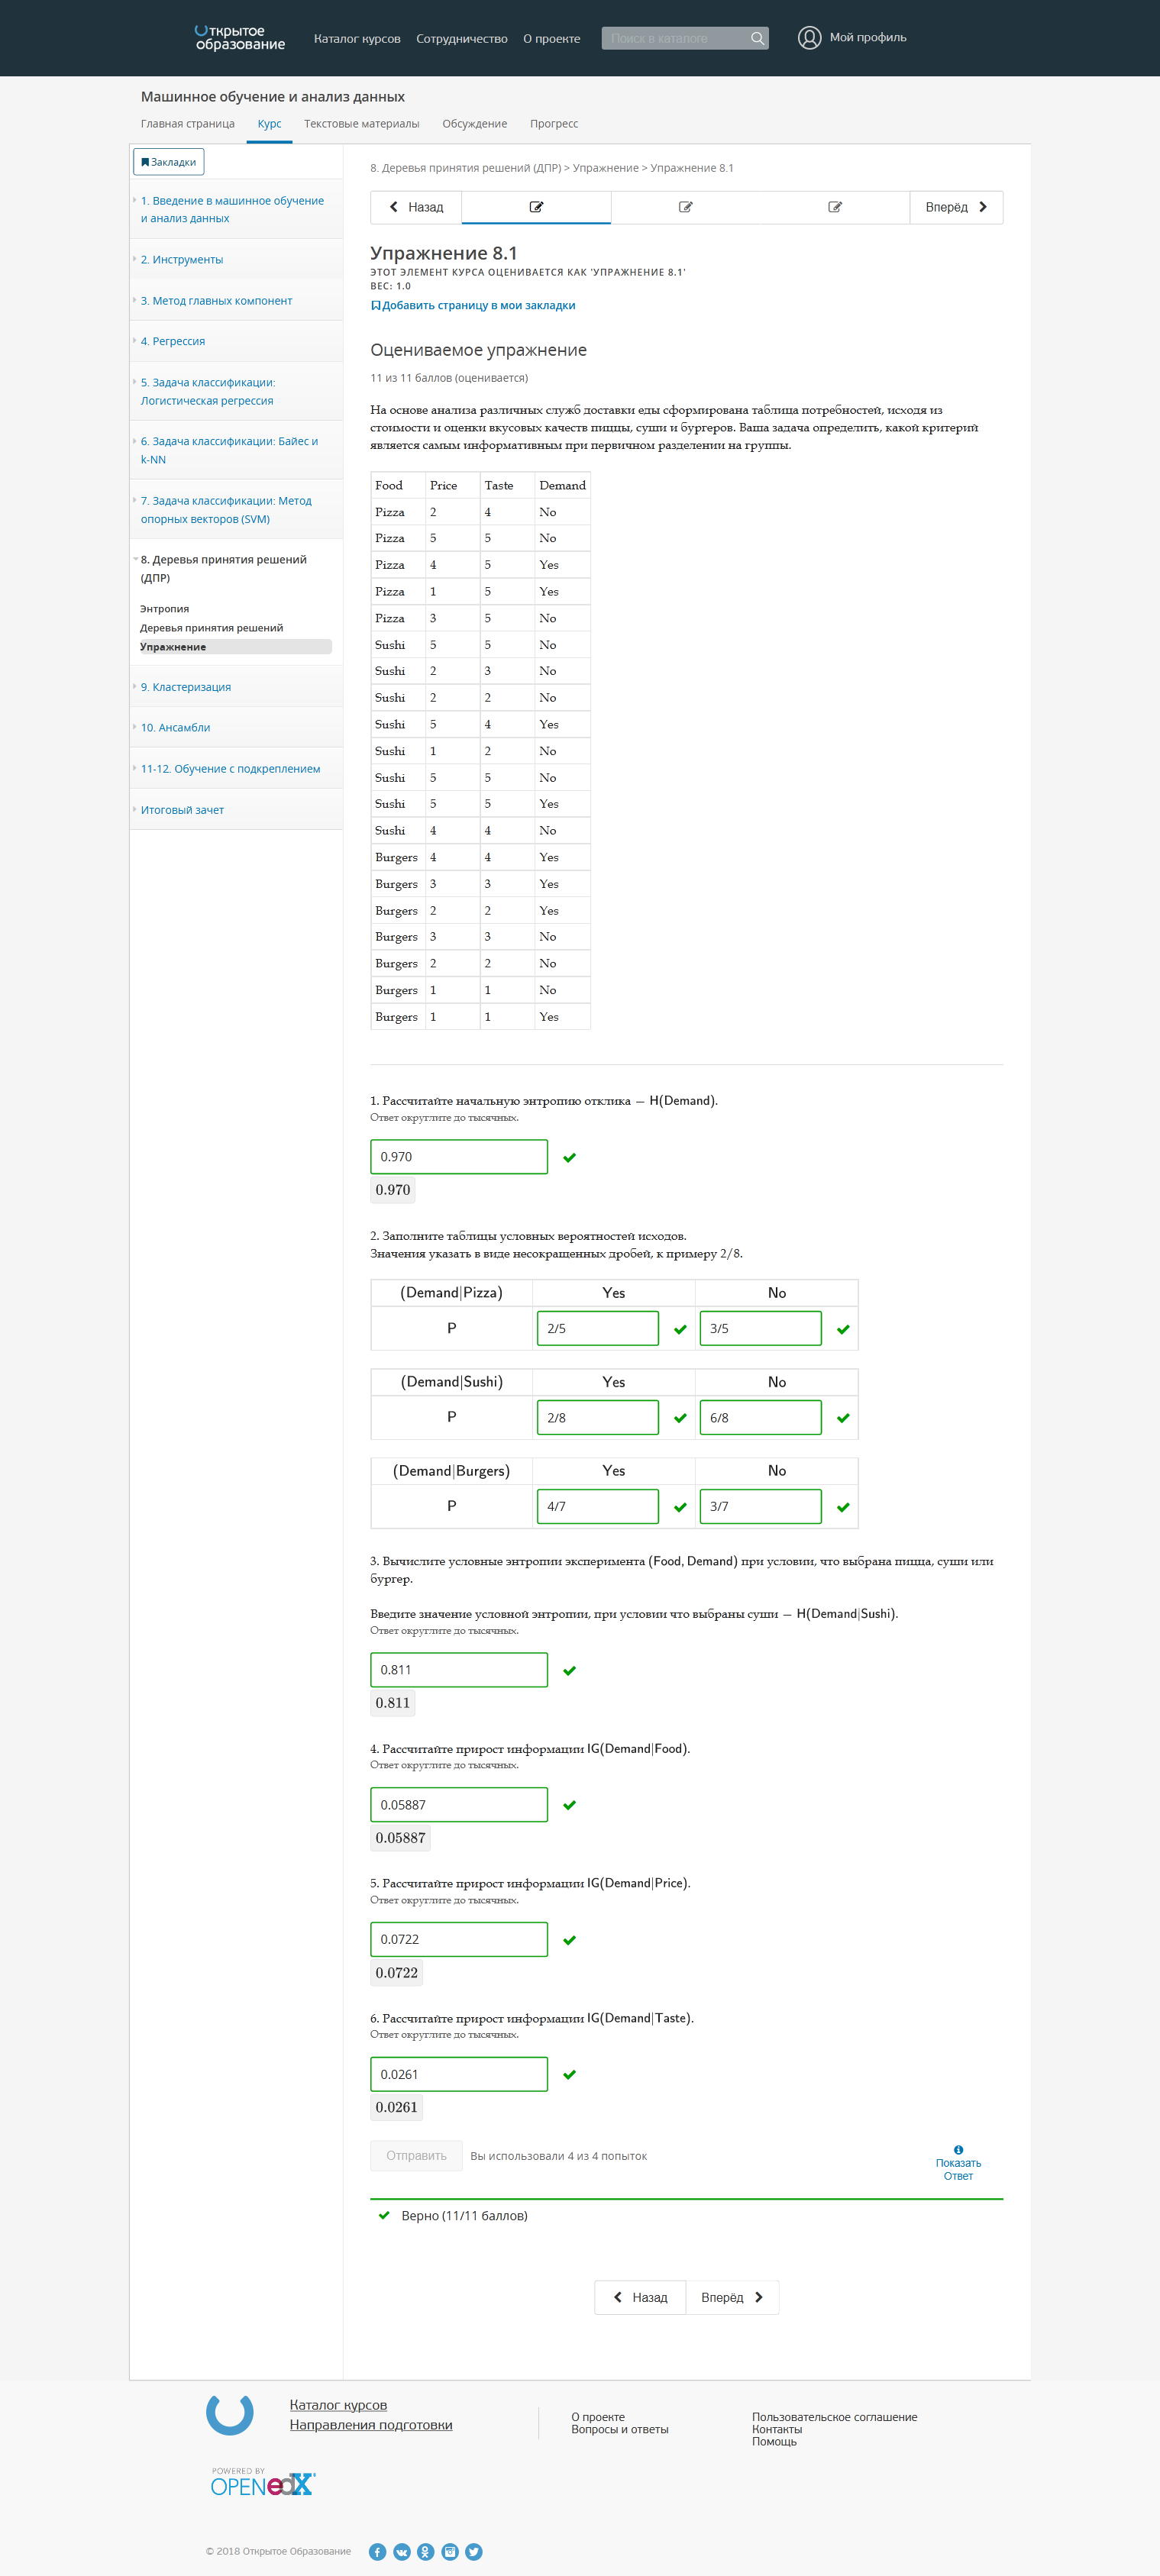 Открытое
образование
Каталог курсов Сотрудничество О проекте Поиск в каталоге Мой профиль
Машинное обучение и анализ данных
Главная страница Курс Текстовые материалы Обсуждение Прогресс
Закладки
1. Введение в машинное обучение
и анализ данных
2. Инструменты
3. Метод главных компонент
4. Регрессия
5. Задача классификации:
Логистическая регрессия
6. Задача классификации: Байес и
k-NN
7. Задача классификации: Метод
опорных векторов (SVM)
8. Деревья принятия решений
(ДПР)
Энтропия
Деревья принятия решений
Упражнение
9. Кластеризация
10. Ансамбли
11-12. Обучение с подкреплением
Итоговый зачет
8. Деревья принятия решений (ДПР) > Упражнение > Упражнение 8.1
Назад Вперёд
Упражнение 8.1
ЭТОТ ЭЛЕМЕНТ КУРСА ОЦЕНИВАЕТСЯ КАК 'УПРАЖНЕНИЕ 8.1'
ВЕС: 1.0
Добавить страницу в мои закладки
Оцениваемое упражнение
11 из 11 баллов (оценивается)
На основе анализа различных служб доставки еды сформирована таблица потребностей, исходя из
стоимости и оценки вкусовых качеств пиццы, суши и бургеров. Ваша задача определить, какой критерий
является самым информативным при первичном разделении на группы.
Food Price Taste Demand
Pizza 2 4 No
Pizza 5 5 No
Pizza 4 5 Yes
Pizza 1 5 Yes
Pizza 3 5 No
Sushi 5 5 No
Sushi 2 3 No
Sushi 2 2 No
Sushi 5 4 Yes
Sushi 1 2 No
Sushi 5 5 No
Sushi 5 5 Yes
Sushi 4 4 No
Burgers 4 4 Yes
Burgers 3 3 Yes
Burgers 2 2 Yes
Burgers 3 3 No
Burgers 2 2 No
Burgers 1 1 No
Burgers 1 1 Yes
1. Рассчитайте начальную энтропию отклика — H(Demand).
Ответ округлите до тысячных.
0.970
0.970
2. Заполните таблицы условных вероятностей исходов.
Значения указать в виде несокращенных дробей, к примеру 2/8.
(Demand|Pizza) Yes No
P 2/5 3/5
(Demand|Sushi) Yes No
P 2/8 6/8
(Demand|Burgers) Yes No
P 4/7 3/7
3. Вычислите условные энтропии эксперимента (Food, Demand) при условии, что выбрана пицца, суши или
бургер.
Введите значение условной энтропии, при условии что выбраны суши — H(Demand|Sushi).
Ответ округлите до тысячных.
0.811
0.811
4. Рассчитайте прирост информации IG(Demand|Food).
Ответ округлите до тысячных.
0.05887
0.05887
5. Рассчитайте прирост информации IG(Demand|Price).
Ответ округлите до тысячных.
0.0722
0.0722
6. Рассчитайте прирост информации IG(Demand|Taste).
Ответ округлите до тысячных.
0.0261
0.0261
Отправить Вы использовали 4 из 4 попыток
Показать
Ответ
Верно (11/11 баллов)
Назад Вперёд
Каталог курсов
Направления подготовки
О проекте
Вопросы и ответы
Пользовательское соглашение
Контакты
Помощь
POWERED BY
OPEN edX
© 2018 Открытое Образование